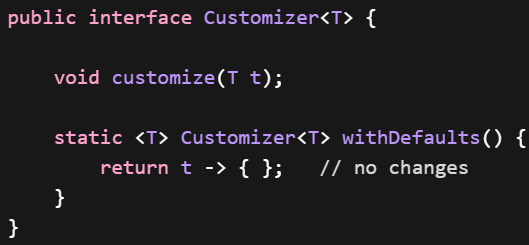 public interface Customizer<T> {
    void customize(T t);
    static <T> Customizer<T> withDefaults() {
        return t -> { };   // no changes
    }
}